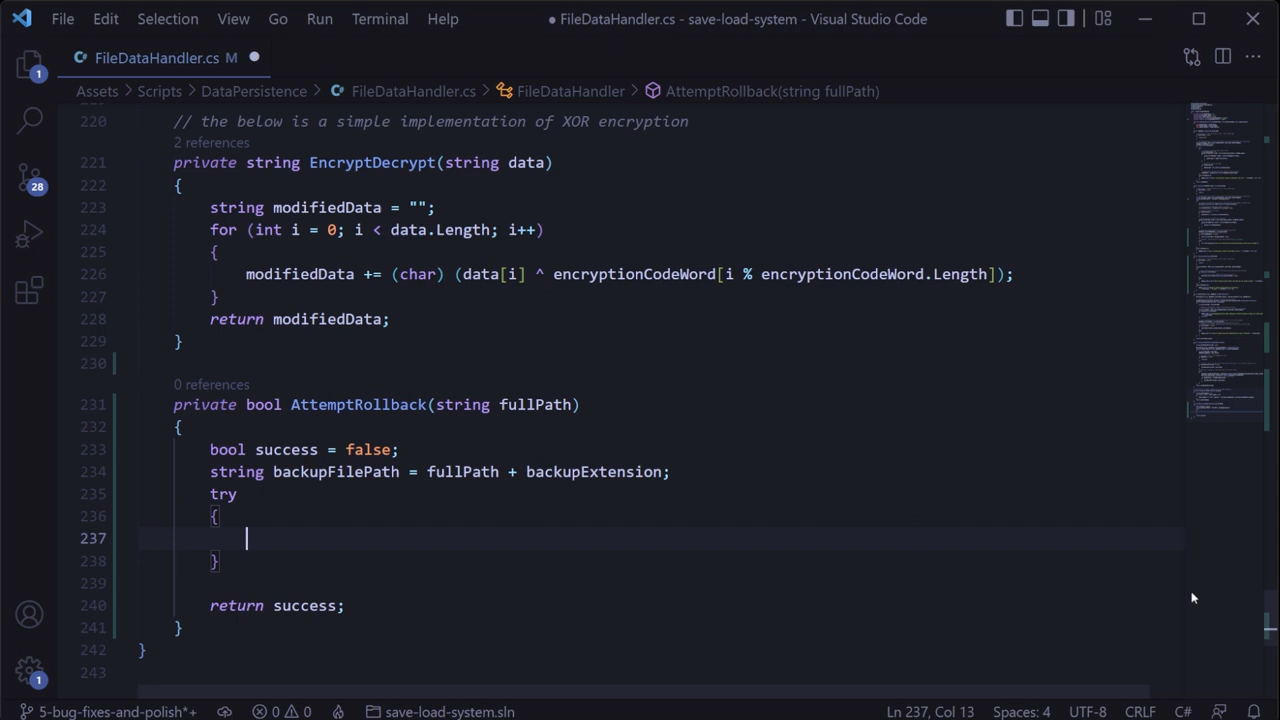 File Edit Selection View Go Run Terminal Help ● FileDataHandler.cs - save-load-system - Visual Studio Code
FileDataHandler.cs M
Assets > Scripts > DataPersistence > FileDataHandler.cs > FileDataHandler > AttemptRollback(string fullPath)
220 // the below is a simple implementation of XOR encryption
2 references
221 private string EncryptDecrypt(string data)
222 {
223 string modifiedData = "";
224 for (int i = 0; i < data.Length; i++)
225 {
226 modifiedData += (char) (data[i] ^ encryptionCodeWord[i % encryptionCodeWord.Length]);
227 }
228 return modifiedData;
229 }
230
0 references
231 private bool AttemptRollback(string fullPath)
232 {
233 bool success = false;
234 string backupFilePath = fullPath + backupExtension;
235 try
236 {
237
238 }
239
240 return success;
241 }
242 }
243
1
28
1
5-bug-fixes-and-polish*+ 0 0 save-load-system.sln Ln 237, Col 13 Spaces: 4 UTF-8 CRLF C#